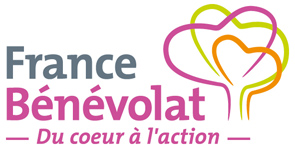 France
Bénévolat
Du coeur à l'action